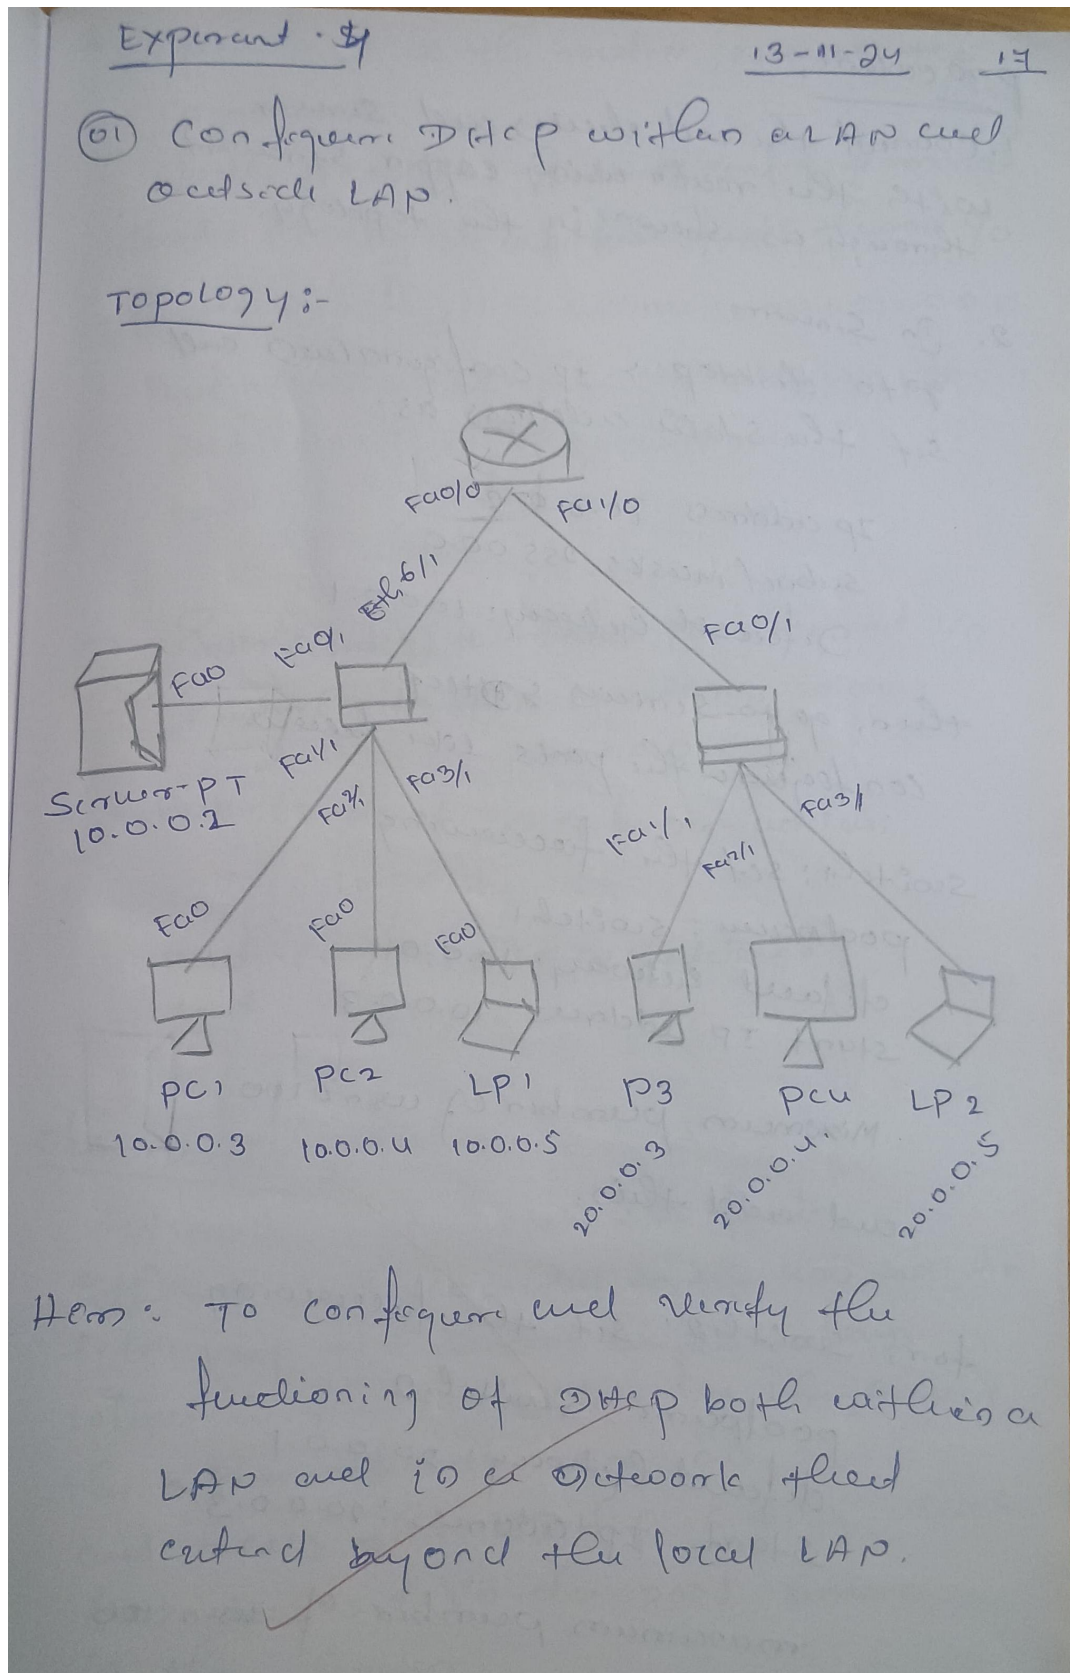 Experiment · 4
13-11-24 17
01 Configure DHCP within a LAN and
outside LAN.
Topology :-
Fa0/0 Fa1/0
Eth 6/1
Fa0/1 Fa0/1
Fa0
Fa1/1 Fa2/1 Fa3/1
Server-PT
10.0.0.2
Fa1/1 Fa2/1 Fa3/1
Fa0 Fa0 Fa0
PC1 PC2 LP1 P3 PC4 LP2
10.0.0.3 10.0.0.4 10.0.0.5 20.0.0.3 20.0.0.4. 20.0.0.5
: To configure and verify the
functioning of DHCP both within a
LAN and in a network that
extend beyond the local LAN.